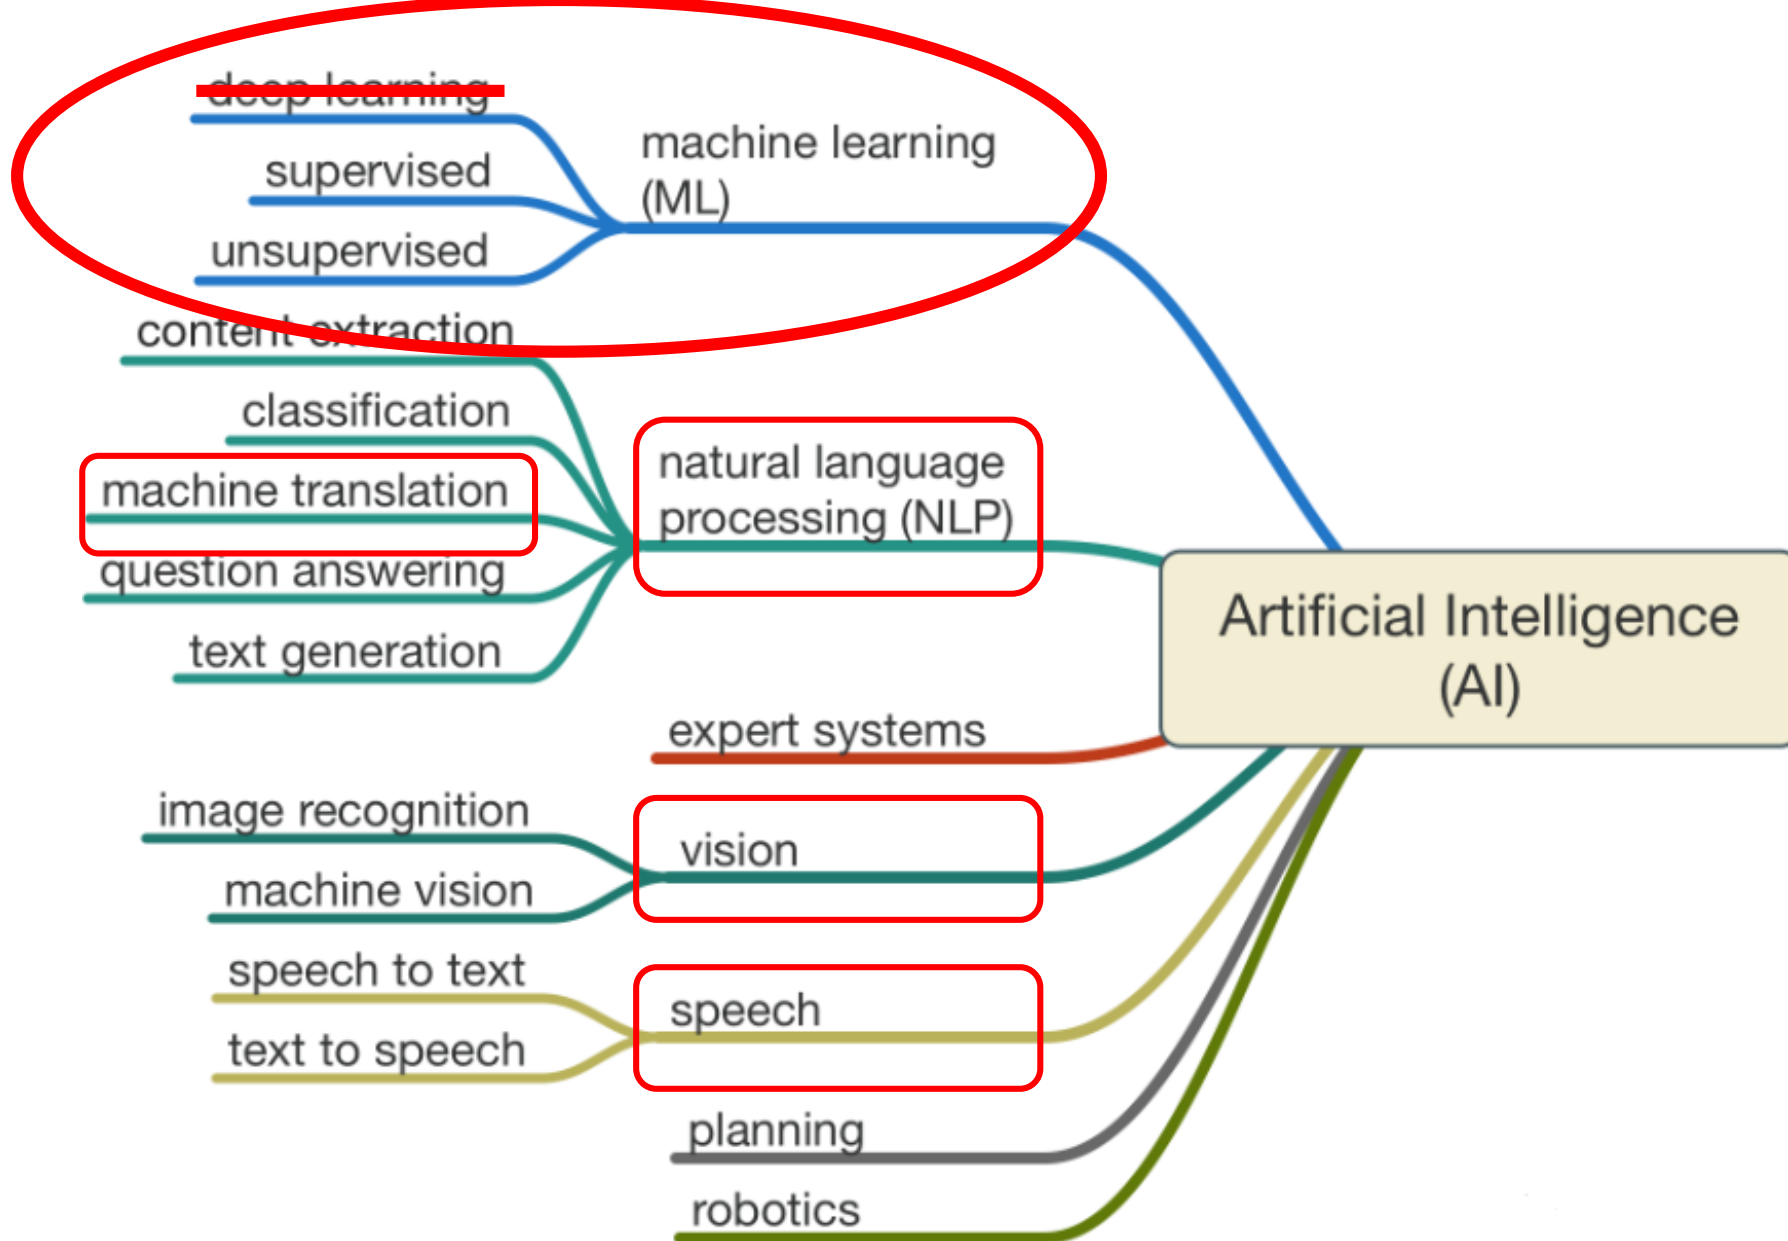 deep learning
supervised
unsupervised
machine learning
(ML)
content extraction
classification
machine translation
question answering
text generation
natural language
processing (NLP)
expert systems
image recognition
machine vision
vision
speech to text
text to speech
speech
planning
robotics
Artificial Intelligence
(AI)